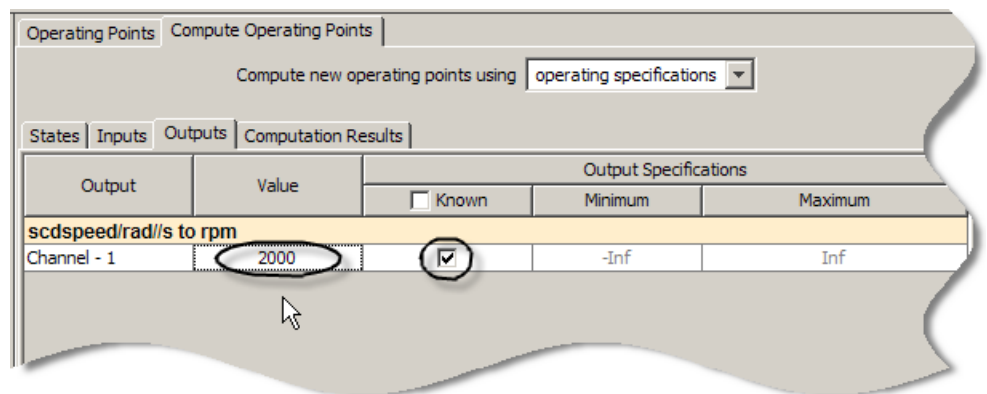 Operating Points Compute Operating Points
Compute new operating points using operating specifications
States Inputs Outputs Computation Results
Output Value Output Specifications
Known Minimum Maximum
scdspeed/rad//s to rpm
Channel - 1 2000 -Inf Inf